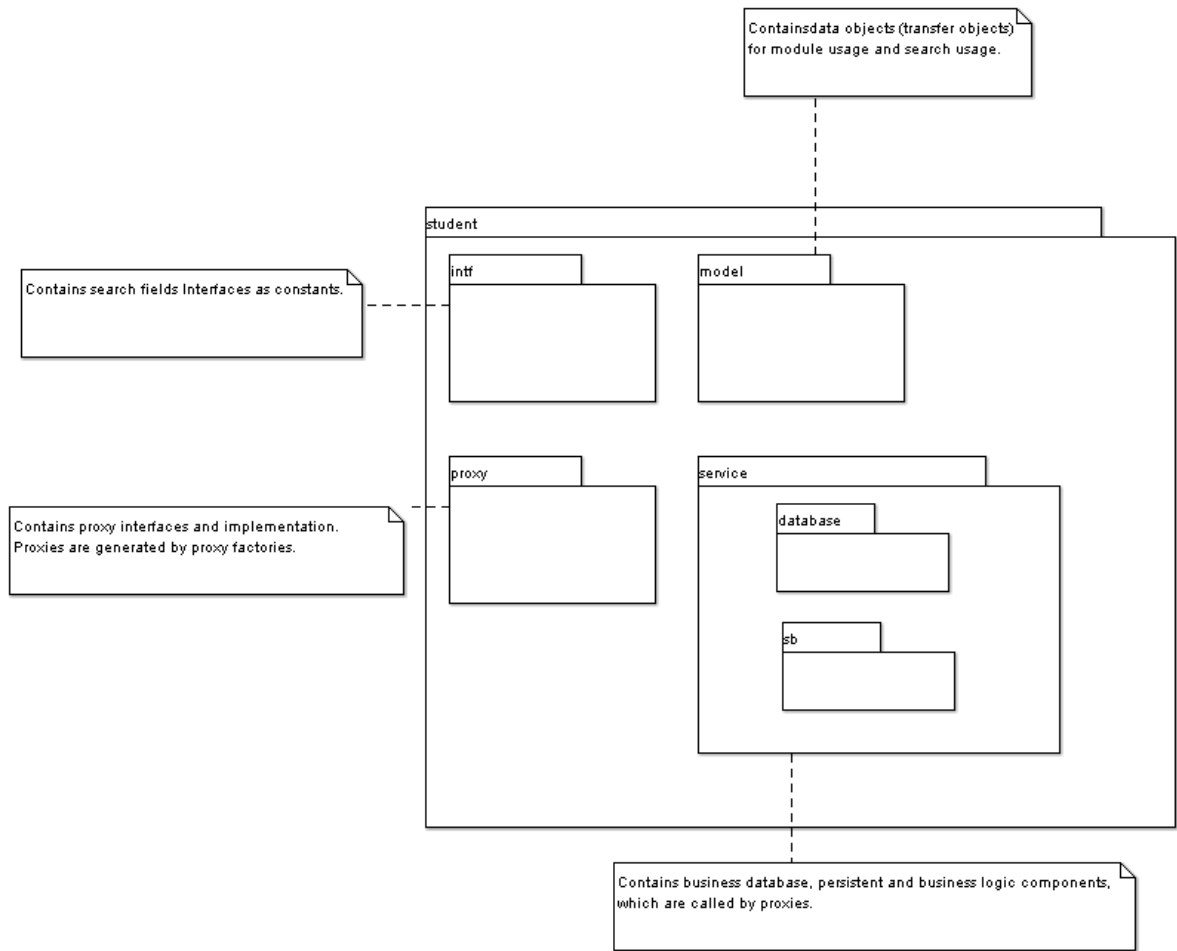 Containsdata objects (transfer objects)
for module usage and search usage.
student
intf
model
Contains search fields Interfaces as constants.
proxy
service
Contains proxy interfaces and implementation.
Proxies are generated by proxy factories.
database
sb
Contains business database, persistent and business logic components,
which are called by proxies.